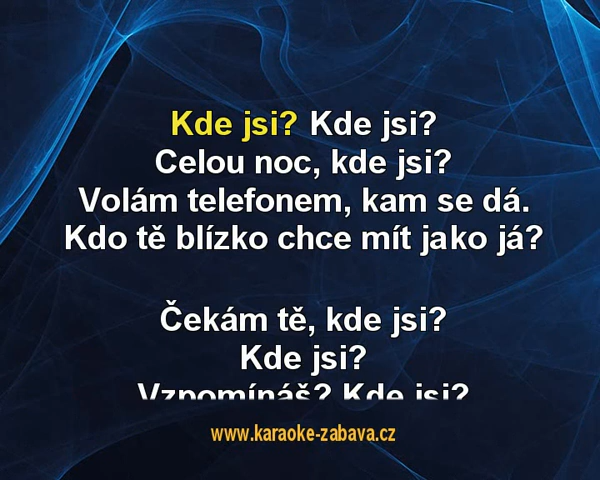 Kde jsi? Kde jsi?
Celou noc, kde jsi?
Volám telefonem, kam se dá.
Kdo tě blízko chce mít jako já?
Čekám tě, kde jsi?
Kde jsi?
Vzpomínáš? Kde jsi?
www.karaoke-zabava.cz